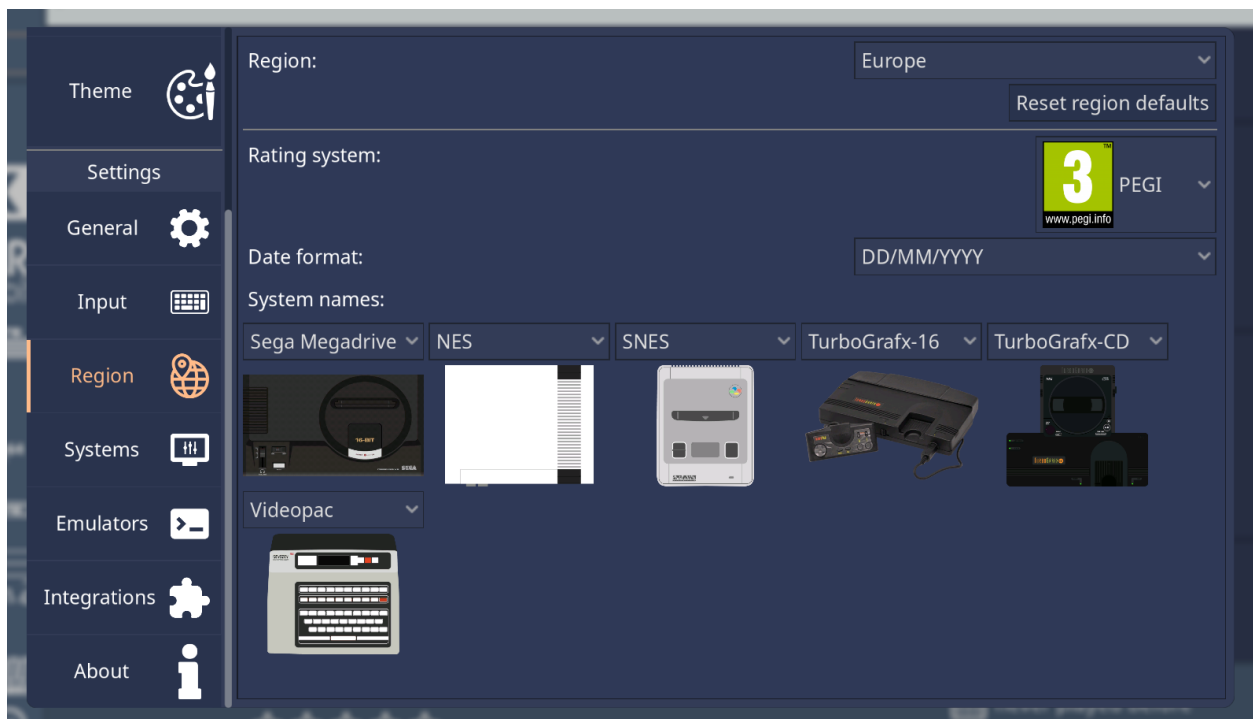 Theme
Settings
General
Input
Region
Systems
Emulators
Integrations
About
Region:
Europe
Reset region defaults
Rating system:
3
TM
www.pegi.info
PEGI
Date format:
DD/MM/YYYY
System names:
Sega Megadrive
NES
SNES
TurboGrafx-16
TurboGrafx-CD
16-BIT
SEGA
Videopac